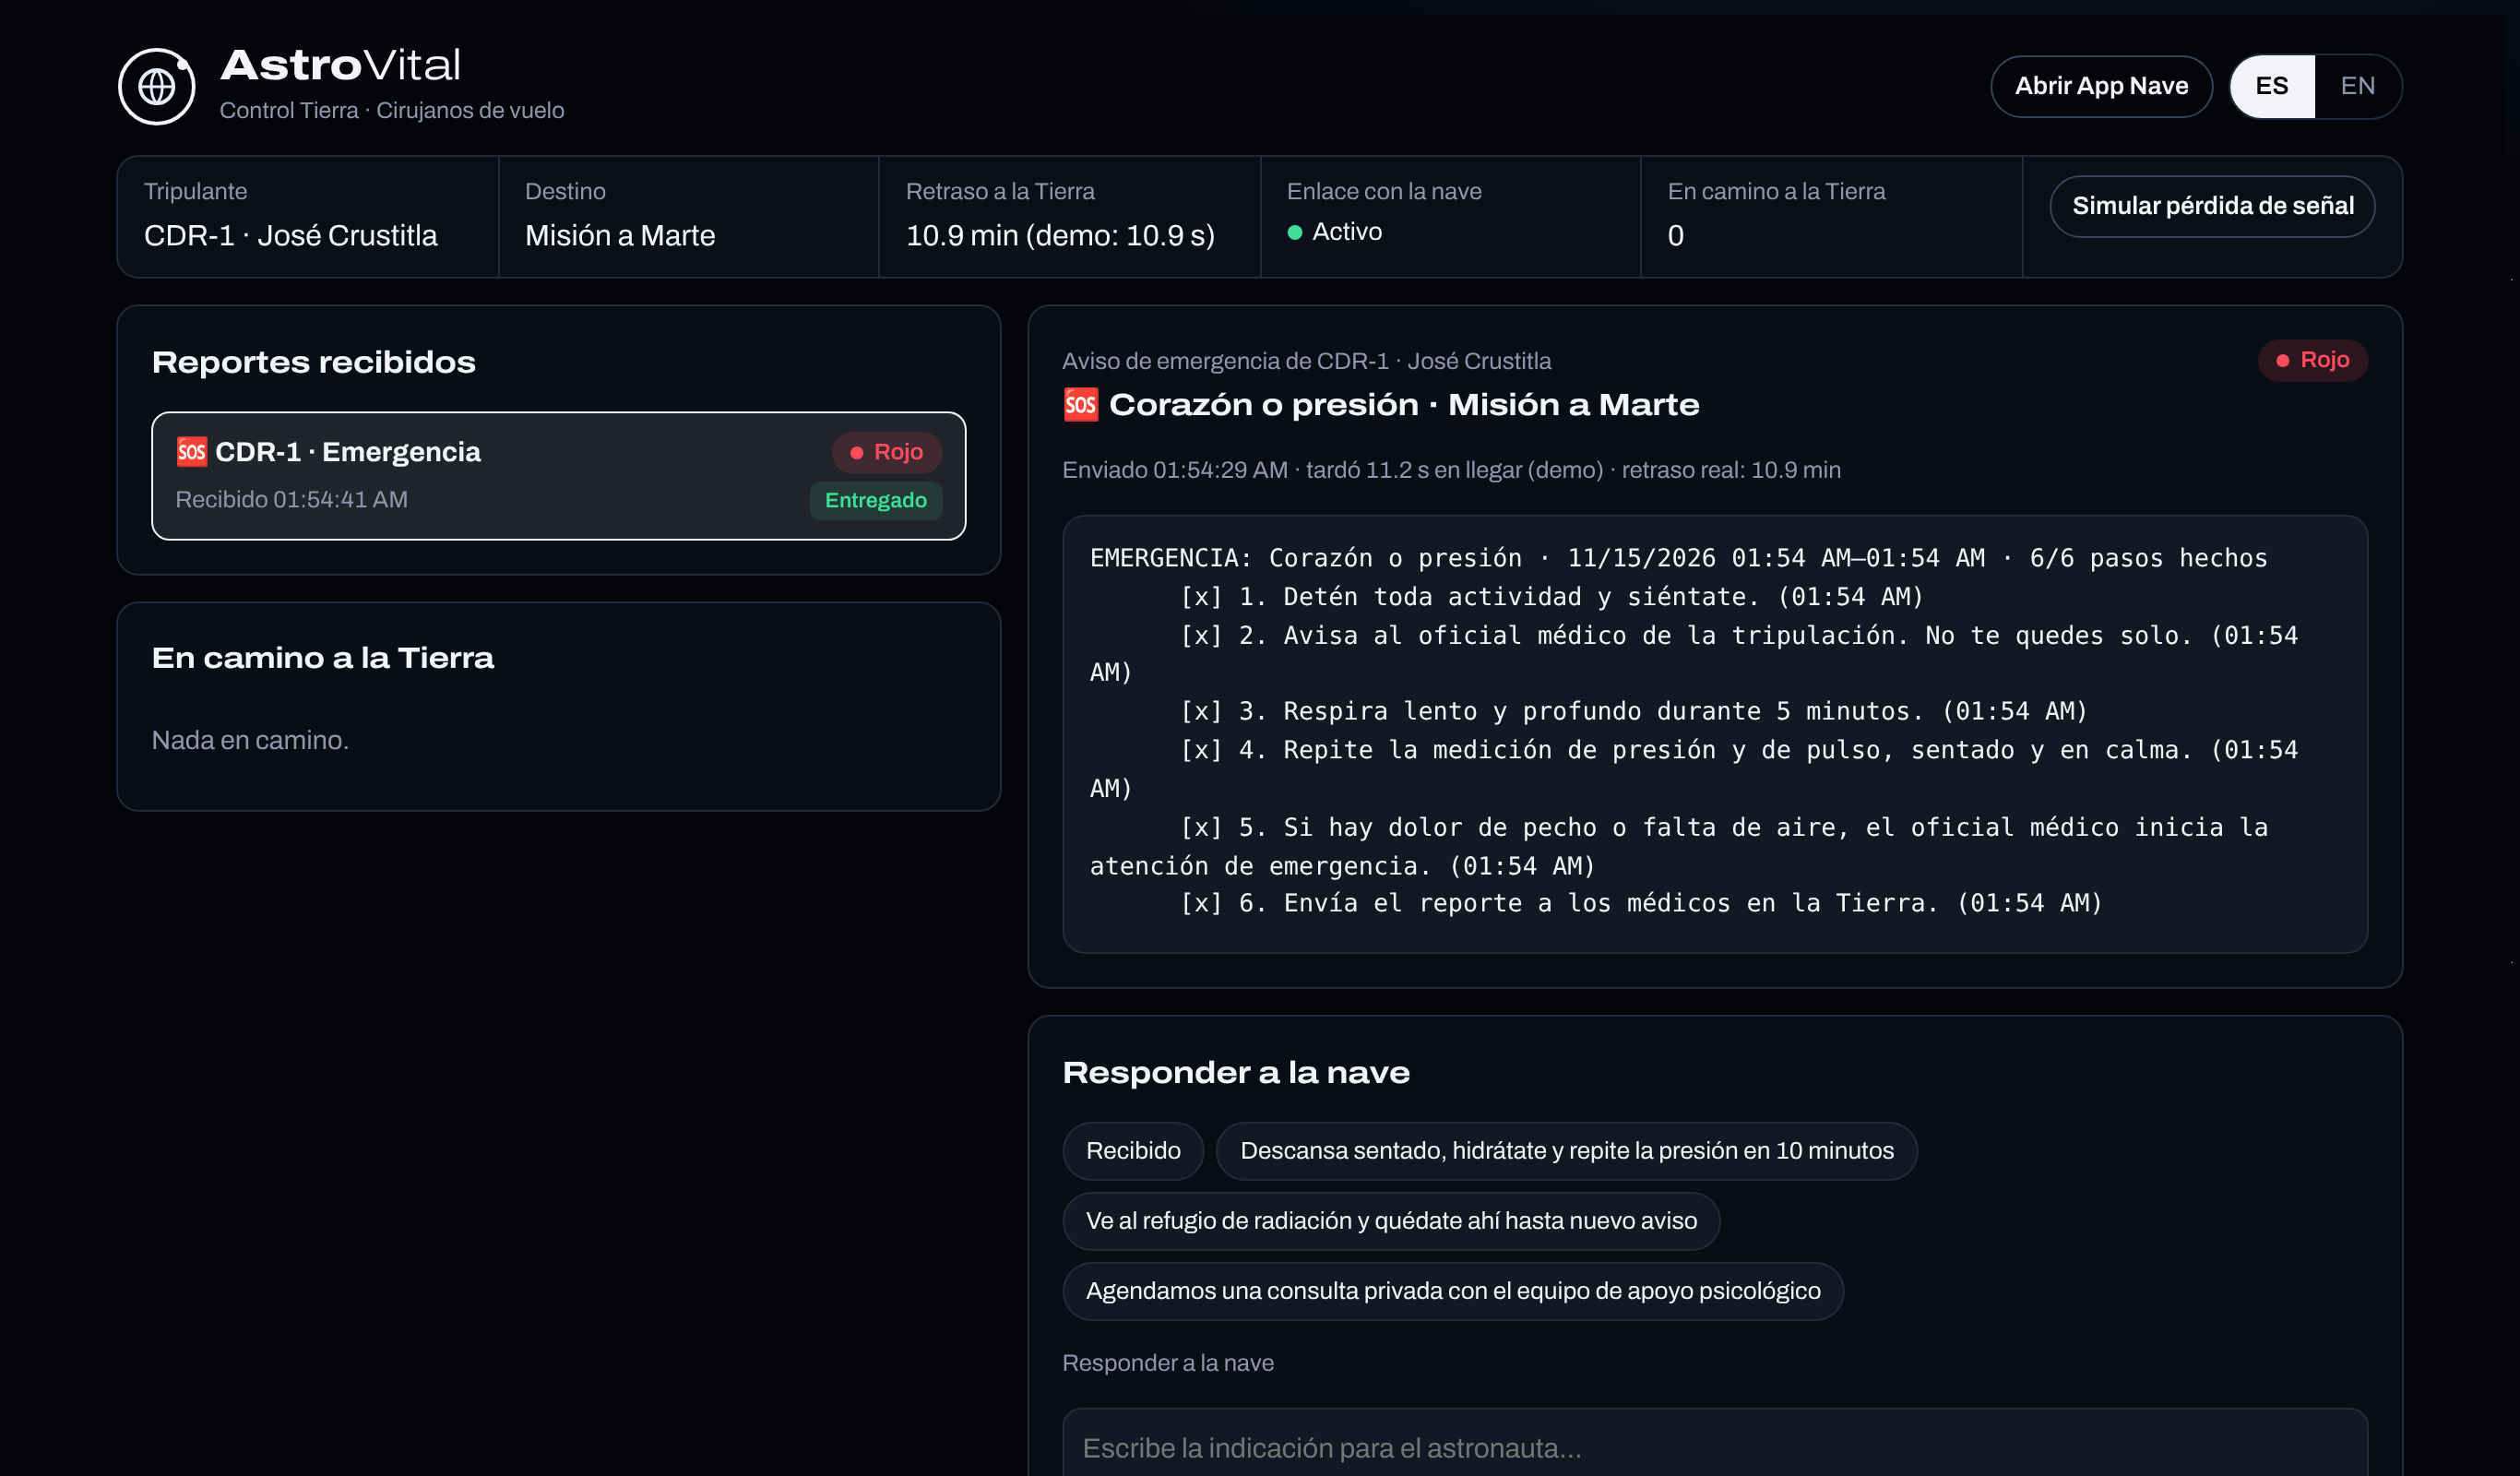 AstroVital
Control Tierra · Cirujanos de vuelo
Abrir App Nave
ES
EN
Tripulante
CDR-1 · José Crustitla
Destino
Misión a Marte
Retraso a la Tierra
10.9 min (demo: 10.9 s)
Enlace con la nave
Activo
En camino a la Tierra
0
Simular pérdida de señal
Reportes recibidos
🆘 CDR-1 · Emergencia
Rojo
Recibido 01:54:41 AM
Entregado
En camino a la Tierra
Nada en camino.
Aviso de emergencia de CDR-1 · José Crustitla
Rojo
🆘 Corazón o presión · Misión a Marte
Enviado 01:54:29 AM · tardó 11.2 s en llegar (demo) · retraso real: 10.9 min
EMERGENCIA: Corazón o presión · 11/15/2026 01:54 AM–01:54 AM · 6/6 pasos hechos
[x] 1. Detén toda actividad y siéntate. (01:54 AM)
[x] 2. Avisa al oficial médico de la tripulación. No te quedes solo. (01:54
AM)
[x] 3. Respira lento y profundo durante 5 minutos. (01:54 AM)
[x] 4. Repite la medición de presión y de pulso, sentado y en calma. (01:54
AM)
[x] 5. Si hay dolor de pecho o falta de aire, el oficial médico inicia la
atención de emergencia. (01:54 AM)
[x] 6. Envía el reporte a los médicos en la Tierra. (01:54 AM)
Responder a la nave
Recibido
Descansa sentado, hidrátate y repite la presión en 10 minutos
Ve al refugio de radiación y quédate ahí hasta nuevo aviso
Agendamos una consulta privada con el equipo de apoyo psicológico
Responder a la nave
Escribe la indicación para el astronauta...